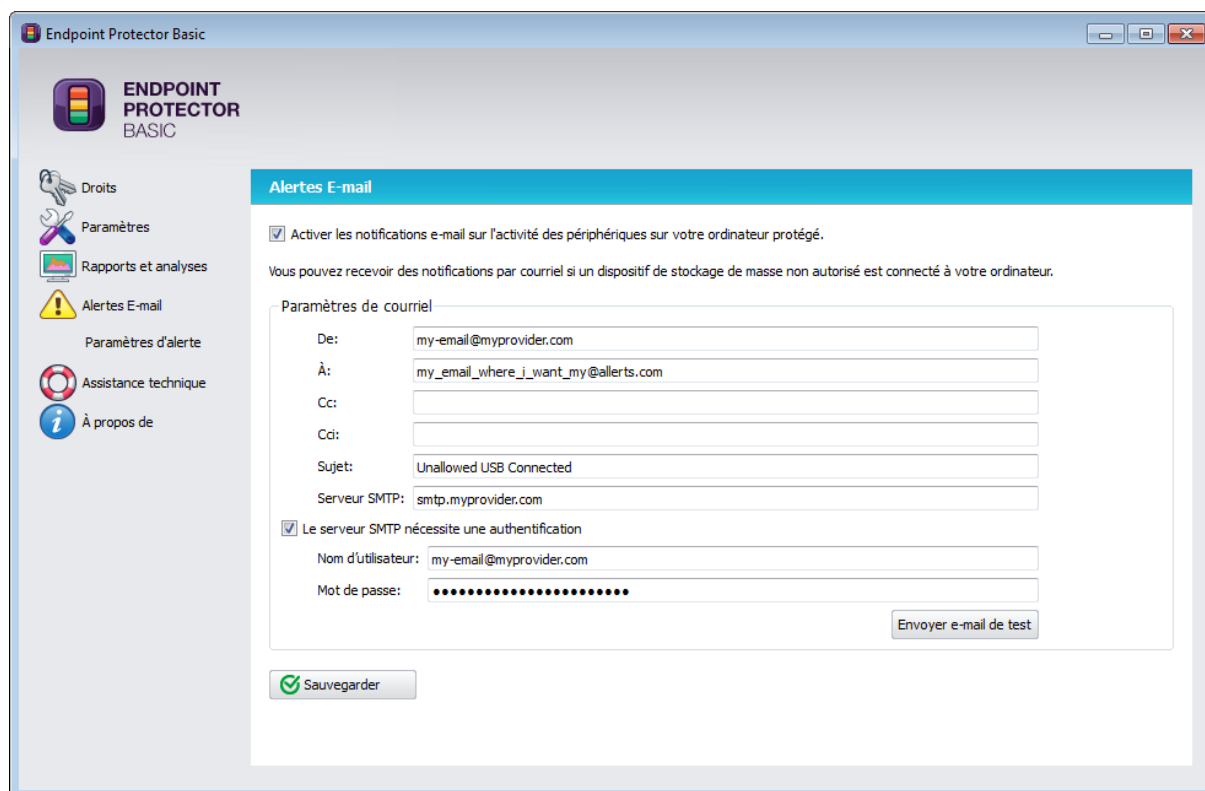 Endpoint Protector Basic
ENDPOINT
PROTECTOR
BASIC
Droits
Paramètres
Rapports et analyses
Alertes E-mail
Paramètres d'alerte
Assistance technique
À propos de
Alertes E-mail
Activer les notifications e-mail sur l'activité des périphériques sur votre ordinateur protégé.
Vous pouvez recevoir des notifications par courriel si un dispositif de stockage de masse non autorisé est connecté à votre ordinateur.
Paramètres de courriel
De: my-email@myprovider.com
À: my_email_where_i_want_my@allerts.com
Cc:
Cci:
Sujet: Unallowed USB Connected
Serveur SMTP: smtp.myprovider.com
Le serveur SMTP nécessite une authentification
Nom d'utilisateur: my-email@myprovider.com
Mot de passe: •••••••••••••••••••••••
Envoyer e-mail de test
Sauvegarder